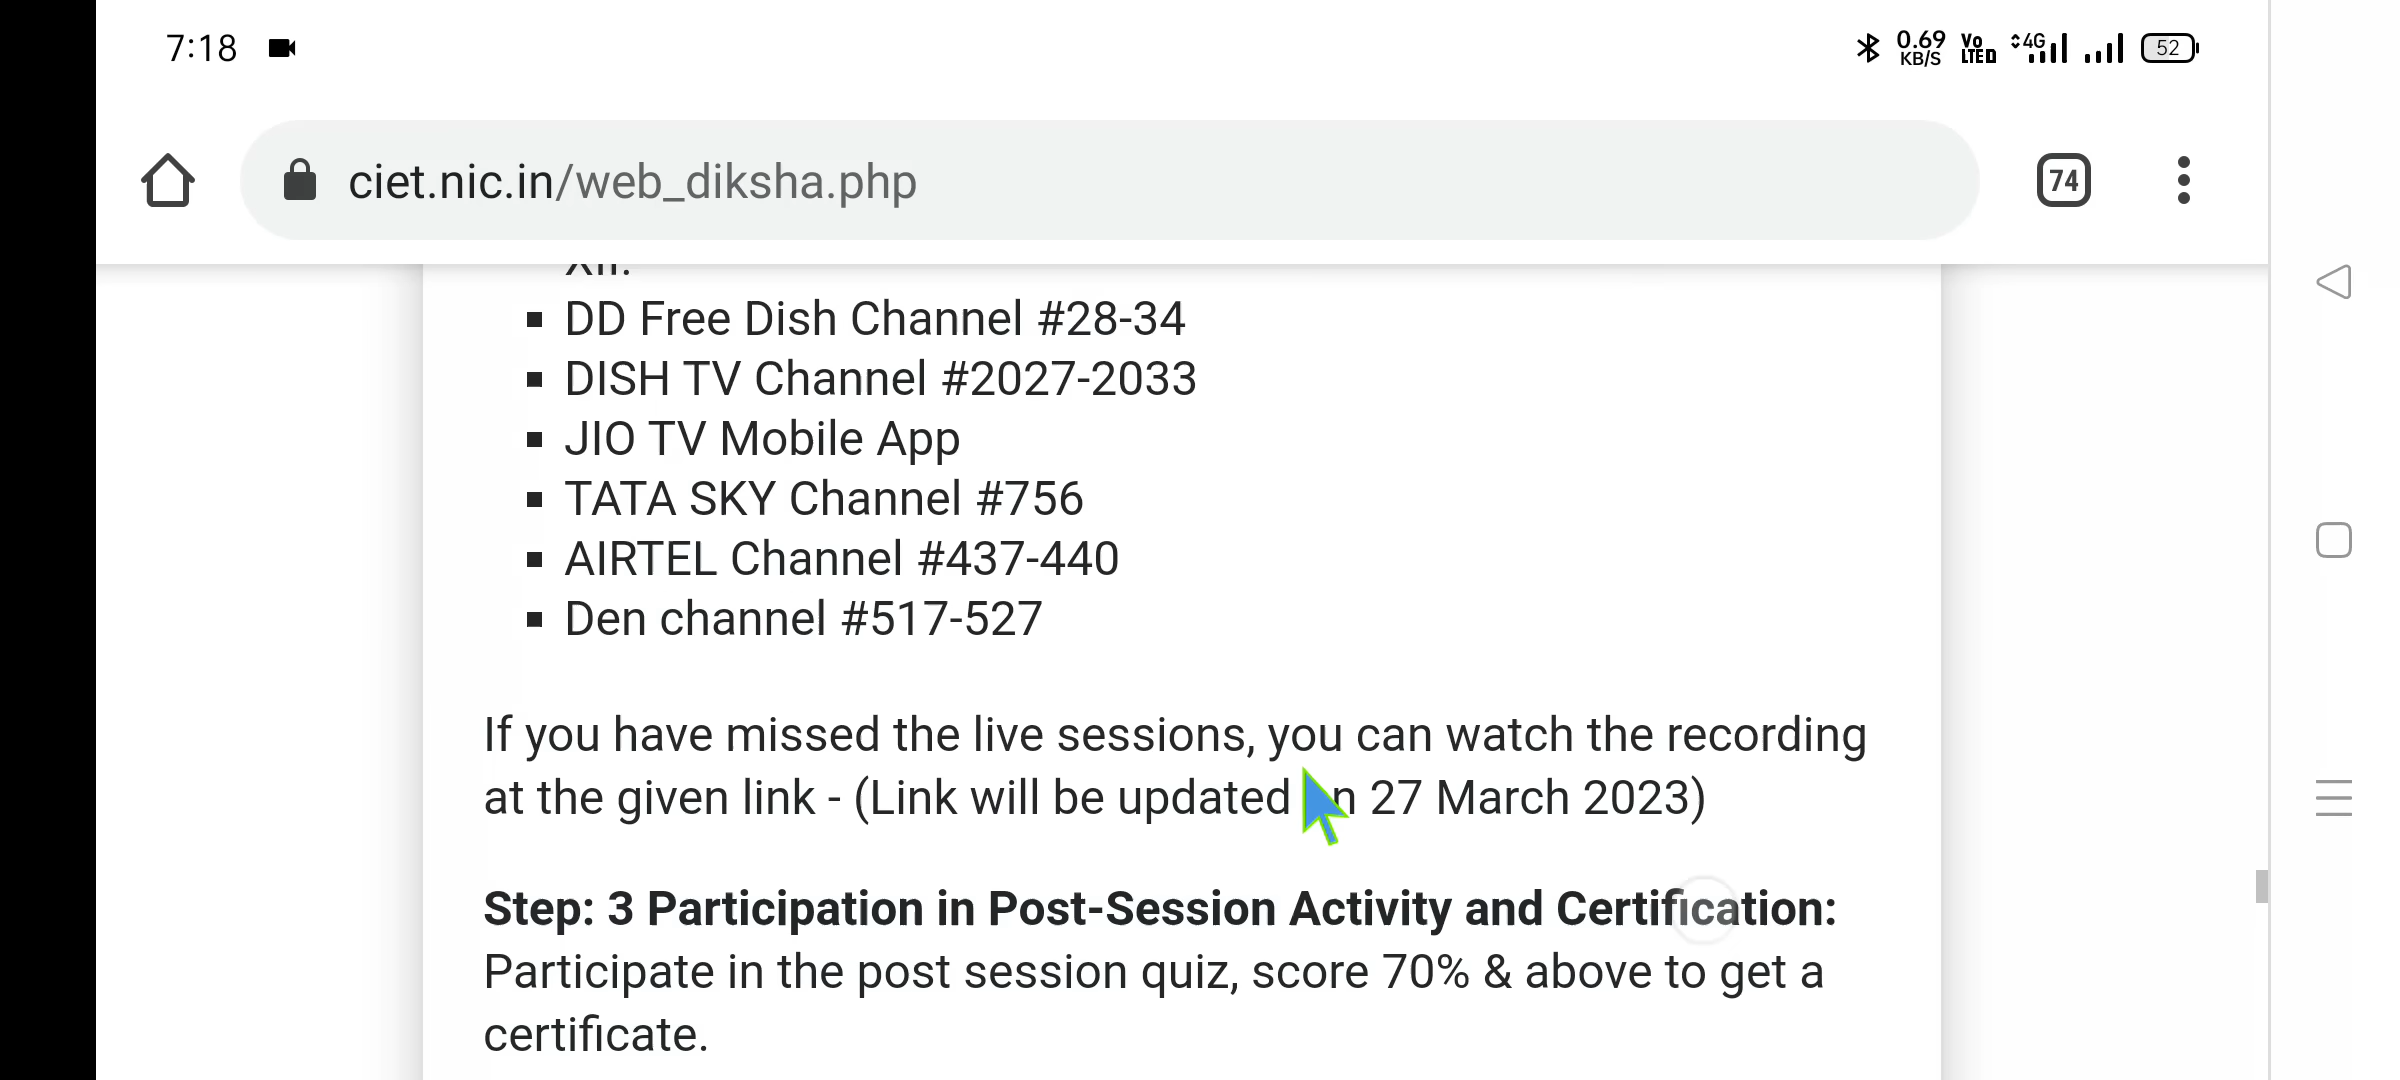 7:18
0.69 KB/S Vo LTE D 4G 52
ciet.nic.in/web_diksha.php
74
▪ DD Free Dish Channel #28-34
▪ DISH TV Channel #2027-2033
▪ JIO TV Mobile App
▪ TATA SKY Channel #756
▪ AIRTEL Channel #437-440
▪ Den channel #517-527
If you have missed the live sessions, you can watch the recording
at the given link - (Link will be updated 27 March 2023)
Step: 3 Participation in Post-Session Activity and Certification:
Participate in the post session quiz, score 70% & above to get a
certificate.